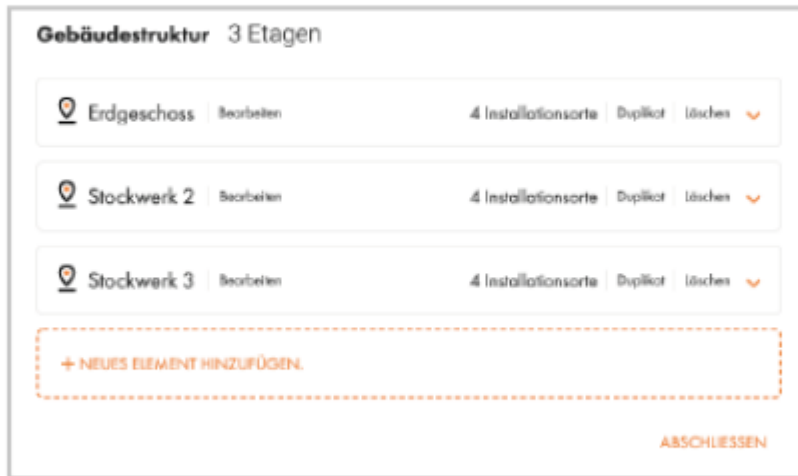 Gebäudestruktur 3 Etagen
Erdgeschoss Bearbeiten 4 Installationsorte Duplikat Löschen
Stockwerk 2 Bearbeiten 4 Installationsorte Duplikat Löschen
Stockwerk 3 Bearbeiten 4 Installationsorte Duplikat Löschen
+ NEUES ELEMENT HINZUFÜGEN.
ABSCHLIESSEN